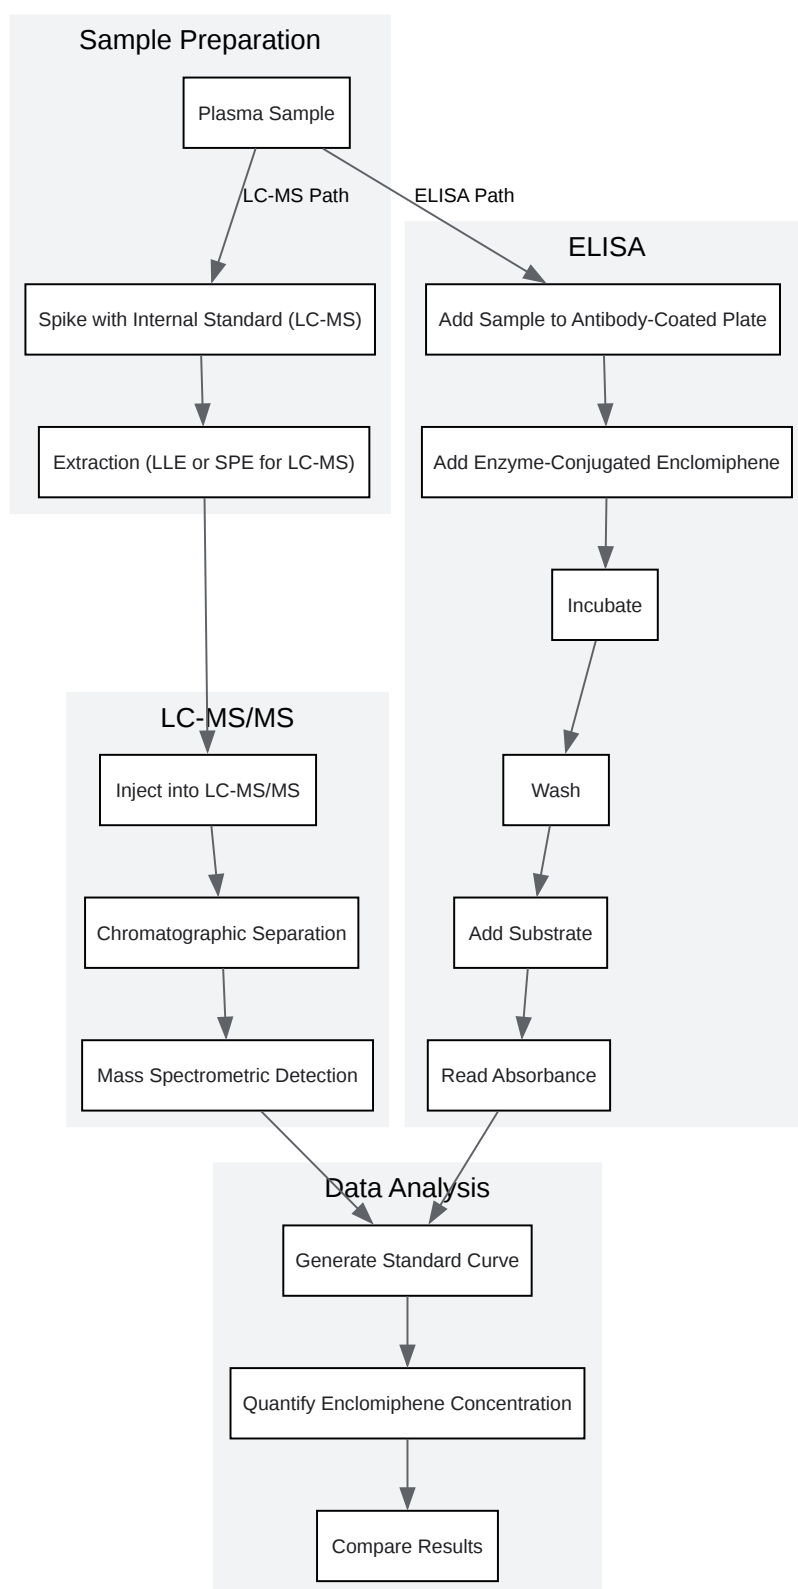 Sample Preparation
Plasma Sample
LC-MS Path
ELISA Path
ELISA
Spike with Internal Standard (LC-MS)
Add Sample to Antibody-Coated Plate
Extraction (LLE or SPE for LC-MS)
Add Enzyme-Conjugated Enclomiphene
Incubate
LC-MS/MS
Inject into LC-MS/MS
Wash
Chromatographic Separation
Add Substrate
Mass Spectrometric Detection
Read Absorbance
Data Analysis
Generate Standard Curve
Quantify Enclomiphene Concentration
Compare Results